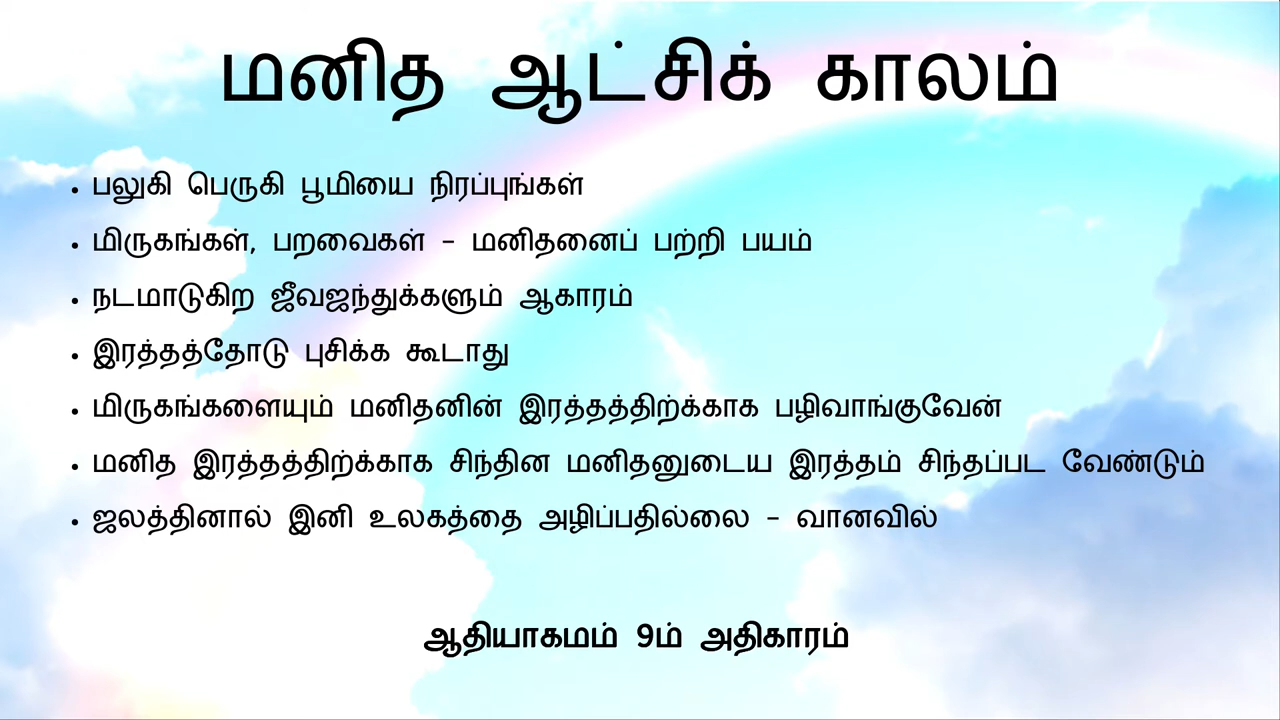 மனித ஆட்சிக் காலம்
• பலுகி பெருகி பூமியை நிரப்புங்கள்
• மிருகங்கள், பறவைகள் – மனிதனைப் பற்றி பயம்
• நடமாடுகிற ஜீவஜந்துக்களும் ஆகாரம்
• இரத்தத்தோடு புசிக்க கூடாது
• மிருகங்களையும் மனிதனின் இரத்தத்திற்க்காக பழிவாங்குவேன்
• மனித இரத்தத்திற்க்காக சிந்தின மனிதனுடைய இரத்தம் சிந்தப்பட வேண்டும்
• ஜலத்தினால் இனி உலகத்தை அழிப்பதில்லை – வானவில்
ஆதியாகமம் 9ம் அதிகாரம்